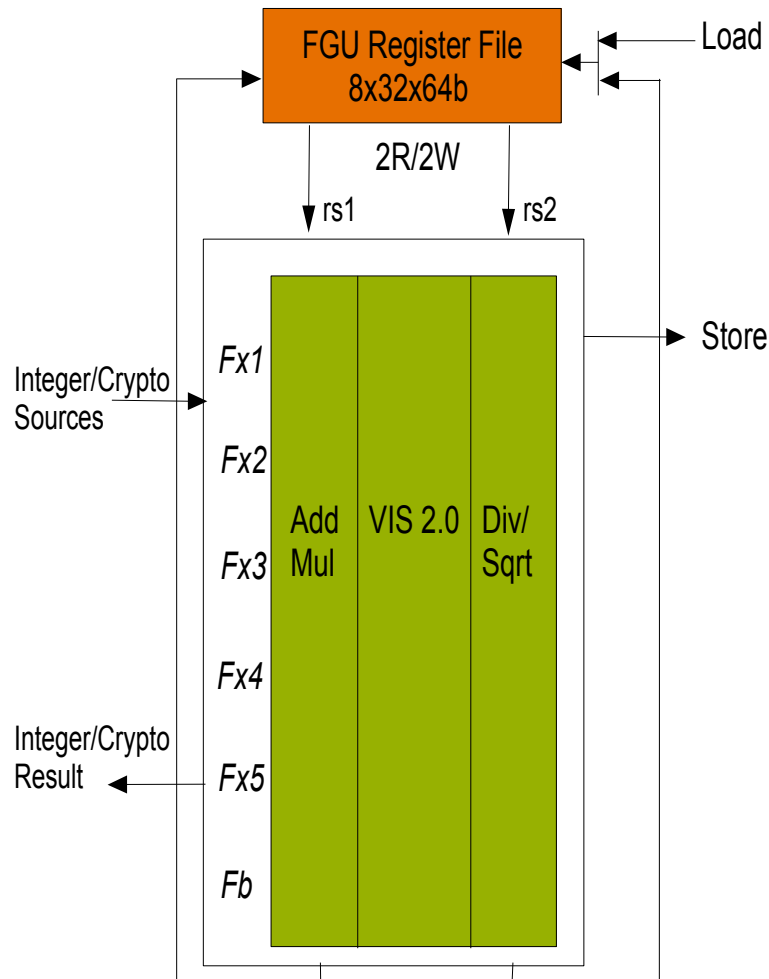 FGU Register File
8x32x64b
Load
2R/2W
rs1
rs2
Store
Fx1
Integer/Crypto
Sources
Fx2
Add
Mul
VIS 2.0
Div/
Sqrt
Fx3
Fx4
Integer/Crypto
Result
Fx5
Fb